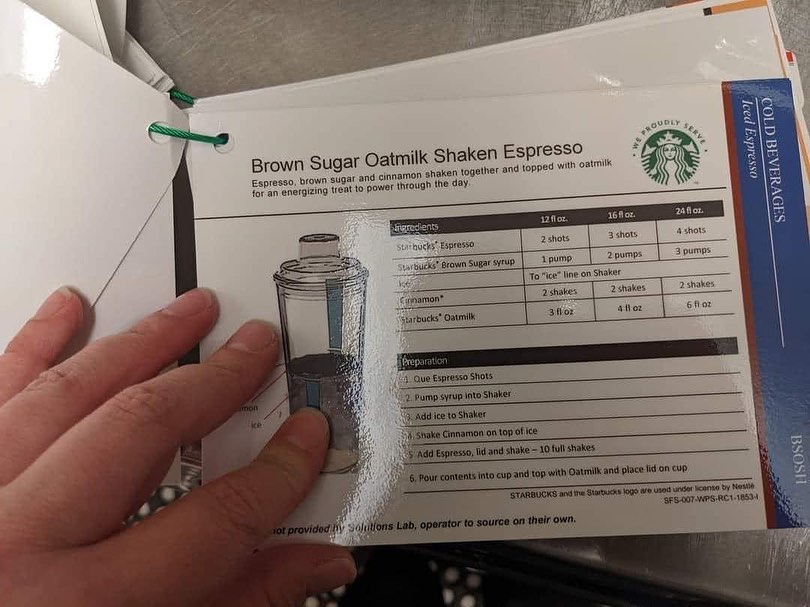 WE PROUDLY SERVE
Brown Sugar Oatmilk Shaken Espresso
Espresso, brown sugar and cinnamon shaken together and topped with oatmilk
for an energizing treat to power through the day.
Ingredients 12 fl oz. 16 fl oz. 24 fl oz.
Starbucks® Espresso 2 shots 3 shots 4 shots
Starbucks® Brown Sugar syrup 1 pump 2 pumps 3 pumps
Ice To "ice" line on Shaker
Cinnamon* 2 shakes 2 shakes 2 shakes
Starbucks® Oatmilk 3 fl oz 4 fl oz 6 fl oz
Preparation
1. Que Espresso Shots
2. Pump syrup into Shaker
3. Add ice to Shaker
4. Shake Cinnamon on top of ice
5 Add Espresso, lid and shake – 10 full shakes
6. Pour contents into cup and top with Oatmilk and place lid on cup
ice
STARBUCKS and the Starbucks logo are used under license by Nestlé
SFS-007-WPS-RC1-1853-I
not provided by Solutions Lab, operator to source on their own.
COLD BEVERAGES
Iced Espresso
BSOSH